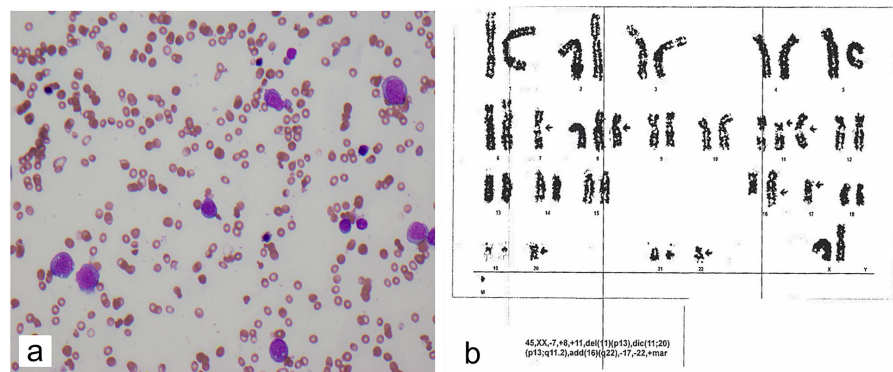 1 2 3 4 5
6 7 8 9 10 11 12
13 14 15 16 17 18
19 20 21 22 X Y
M
45,XX,-7,+8,+11,del(11)(p13),dic(11;20)
(p13;q11.2),add(16)(q22),-17,-22,+mar
a b